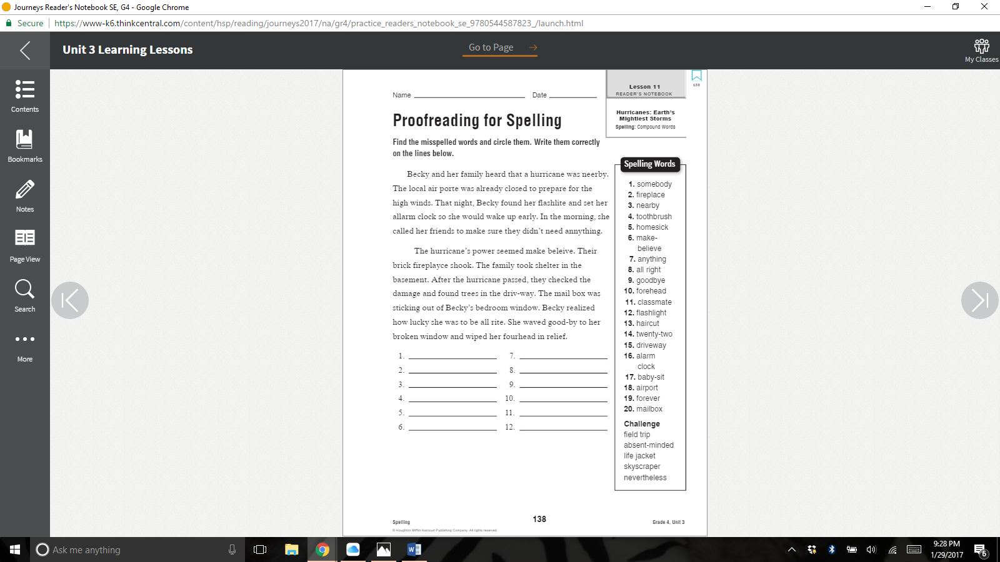 Journeys Reader's Notebook SE, G4 - Google Chrome
Secure https://www-k6.thinkcentral.com/content/hsp/reading/journeys2017/na/gr4/practice_readers_notebook_se_9780544587823_/launch.html
Unit 3 Learning Lessons
Go to Page
My Classes
Contents
Bookmarks
Notes
Page View
Search
More
Name Date
Lesson 11
READER'S NOTEBOOK
138
Hurricanes: Earth's
Mightiest Storms
Spelling: Compound Words
Proofreading for Spelling
Find the misspelled words and circle them. Write them correctly
on the lines below.
Becky and her family heard that a hurricane was neerby.
The local air porte was already closed to prepare for the
high winds. That night, Becky found her flashlite and set her
allarm clock so she would wake up early. In the morning, she
called her friends to make sure they didn't need annything.
The hurricane's power seemed make beleive. Their
brick fireplayce shook. The family took shelter in the
basement. After the hurricane passed, they checked the
damage and found trees in the driv-way. The mail box was
sticking out of Becky's bedroom window. Becky realized
how lucky she was to be all rite. She waved good-by to her
broken window and wiped her fourhead in relief.
1. 7.
2. 8.
3. 9.
4. 10.
5. 11.
6. 12.
Spelling Words
1. somebody
2. fireplace
3. nearby
4. toothbrush
5. homesick
6. make-
believe
7. anything
8. all right
9. goodbye
10. forehead
11. classmate
12. flashlight
13. haircut
14. twenty-two
15. driveway
16. alarm
clock
17. baby-sit
18. airport
19. forever
20. mailbox
Challenge
field trip
absent-minded
life jacket
skyscraper
nevertheless
Spelling 138 Grade 4, Unit 3
© Houghton Mifflin Harcourt Publishing Company. All rights reserved.
Ask me anything
9:28 PM
1/29/2017
6